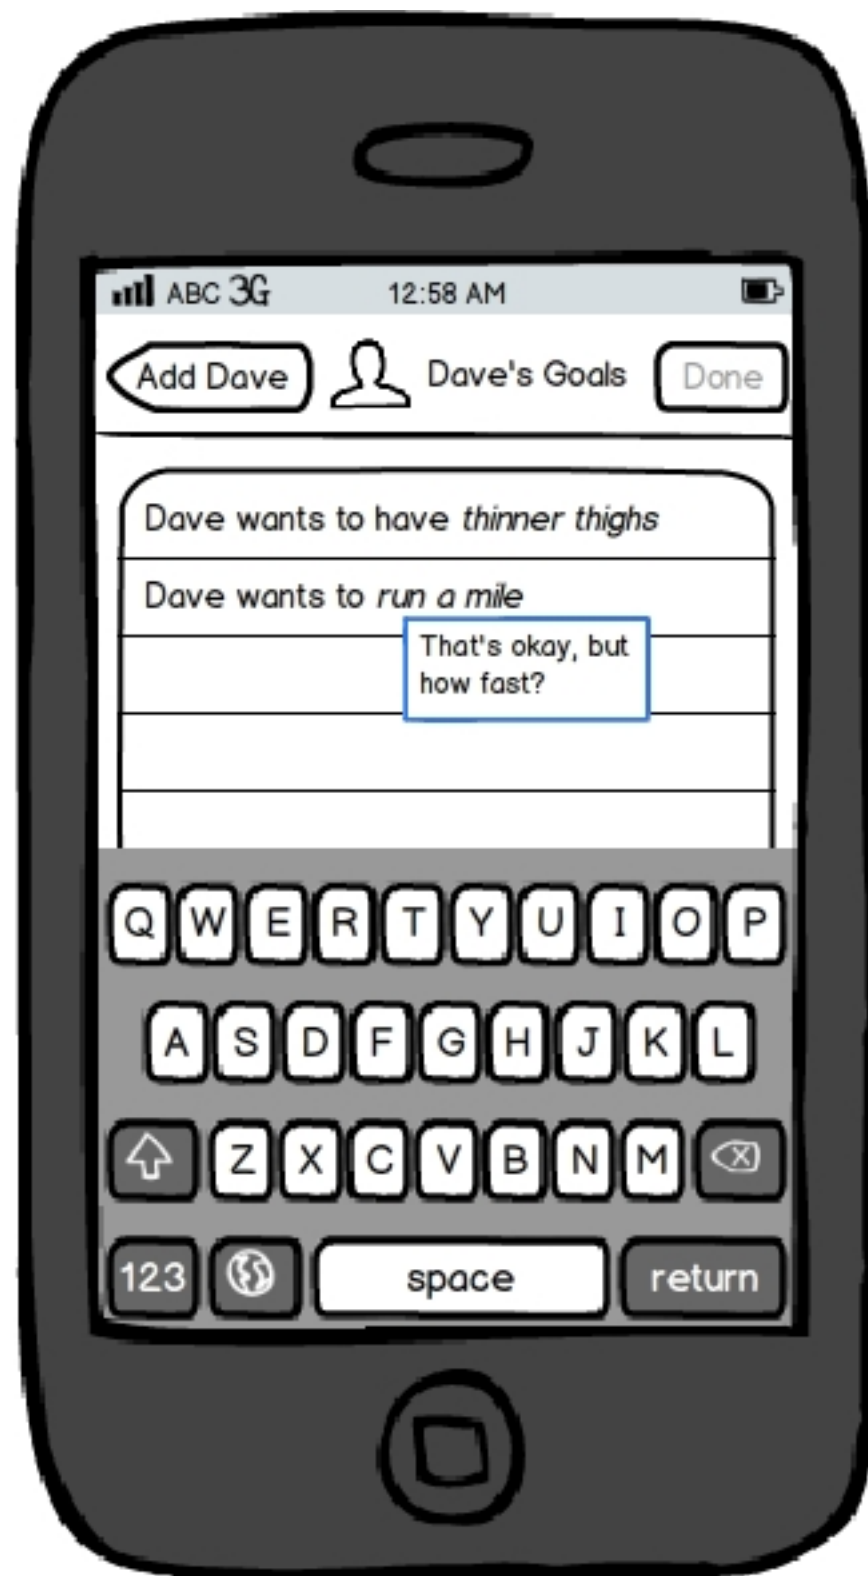 ABC 3G 12:58 AM
Add Dave Dave's Goals Done
Dave wants to have thinner thighs
Dave wants to run a mile
That's okay, but
how fast?
Q W E R T Y U I O P
A S D F G H J K L
Z X C V B N M
123 space return